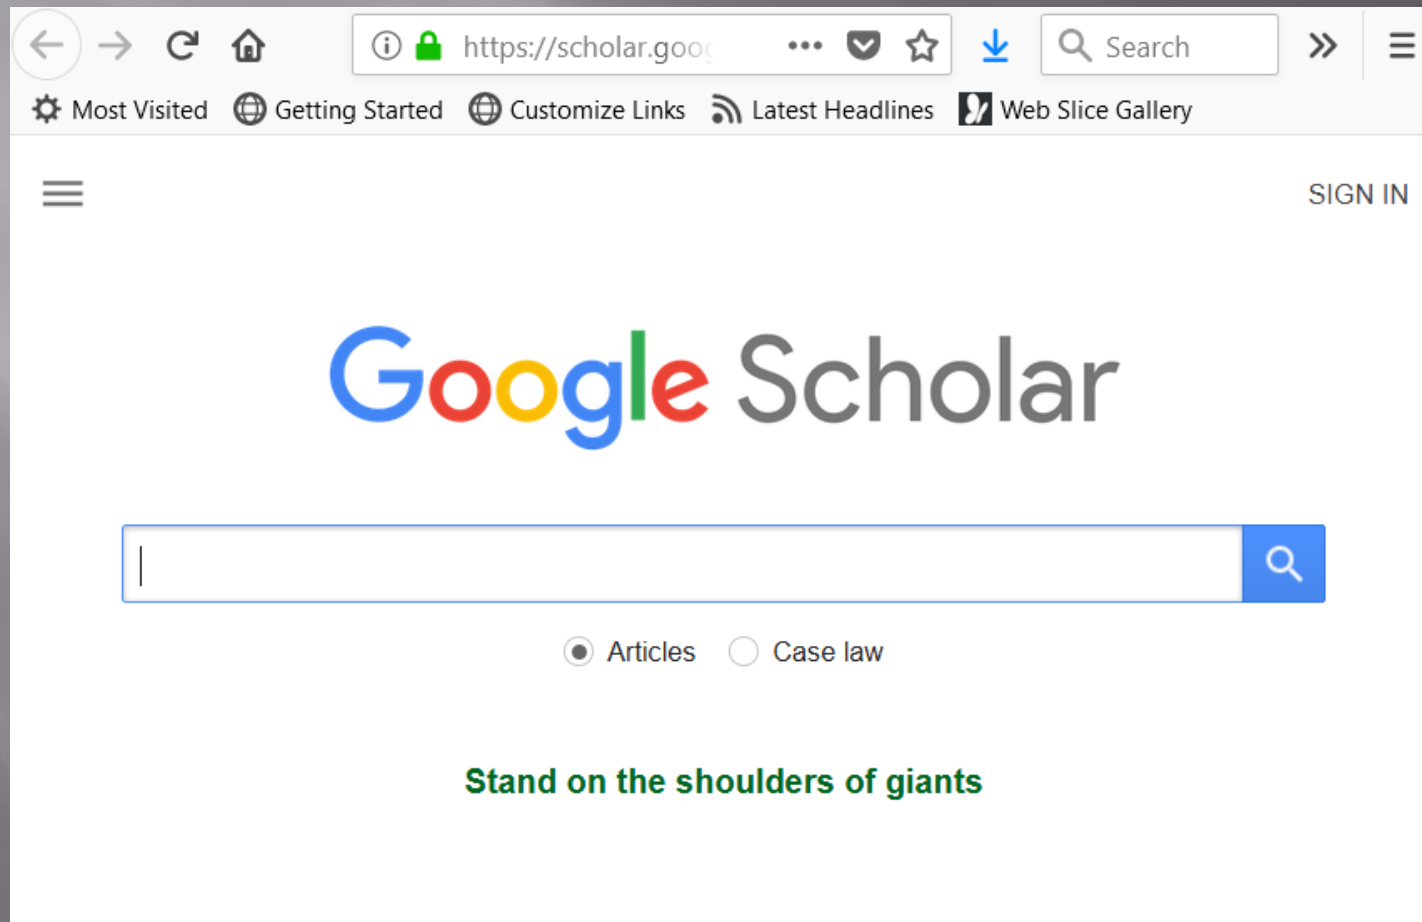 https://scholar.goo
Search
Most Visited Getting Started Customize Links Latest Headlines Web Slice Gallery
SIGN IN
Google Scholar
Articles Case law
Stand on the shoulders of giants